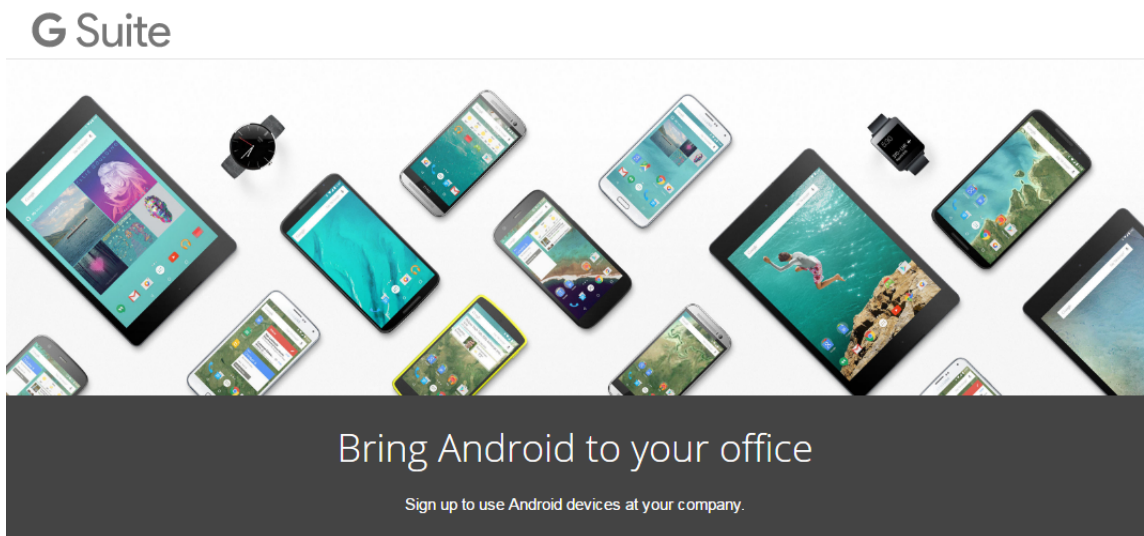 G Suite
Bring Android to your office
Sign up to use Android devices at your company.